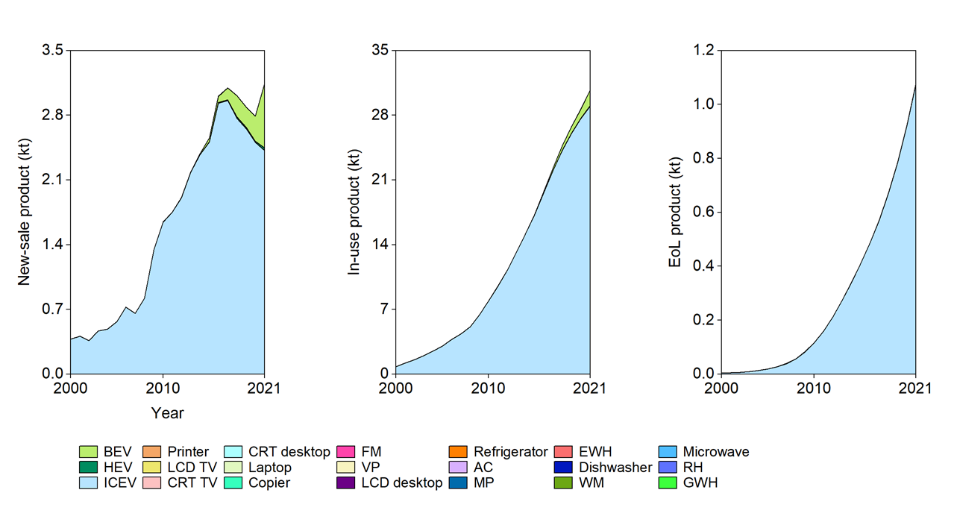 3.5
2.8
2.1
1.4
0.7
0.0
New-sale product (kt)
2000 2010 2021
Year
35
28
21
14
7
0
In-use product (kt)
2000 2010 2021
1.2
1.0
0.8
0.6
0.4
0.2
0.0
EoL product (kt)
2000 2010 2021
BEV Printer CRT desktop FM Refrigerator EWH Microwave
HEV LCD TV Laptop VP AC Dishwasher RH
ICEV CRT TV Copier LCD desktop MP WM GWH